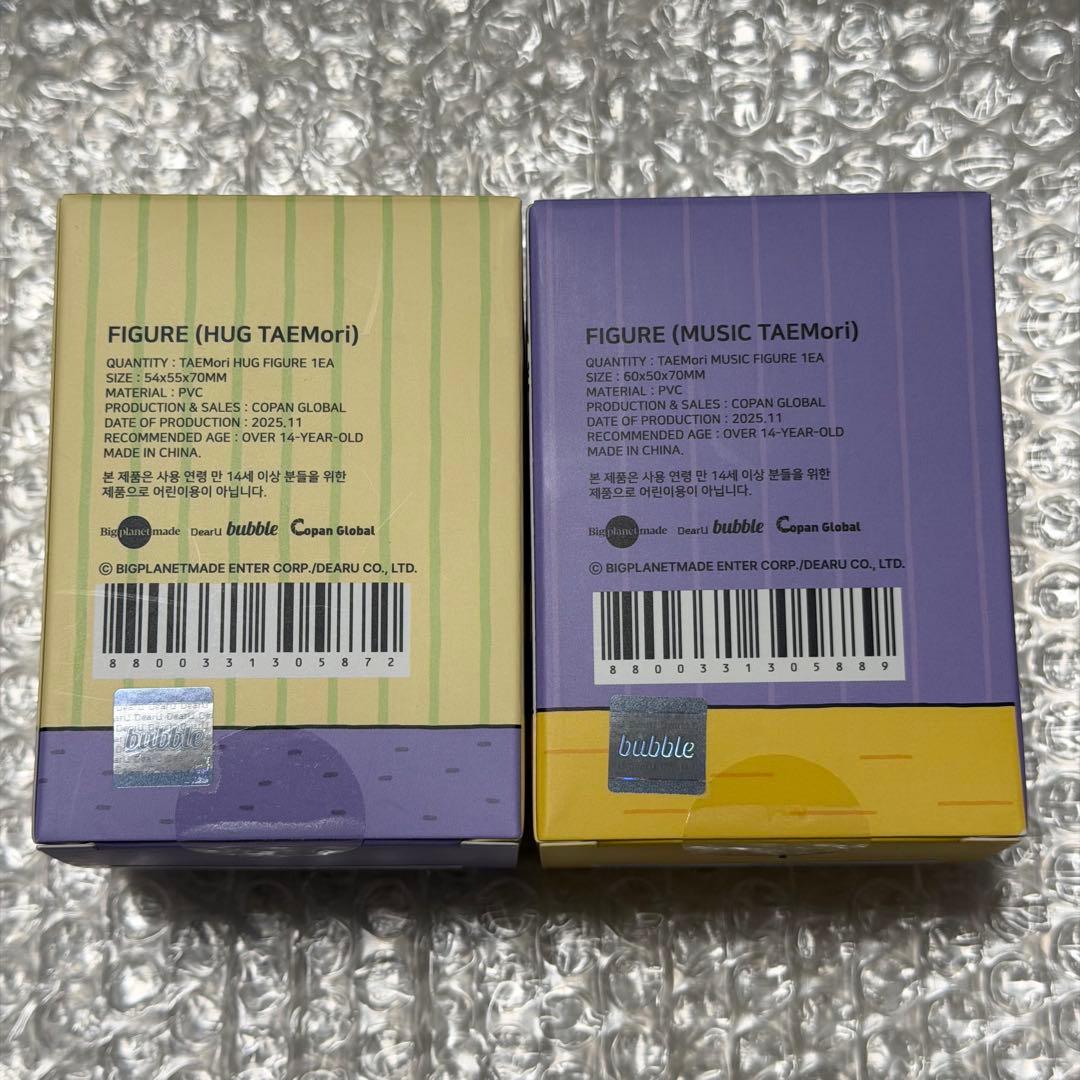 FIGURE (HUG TAEMori)
QUANTITY : TAEMori HUG FIGURE 1EA
SIZE : 54x55x70MM
MATERIAL : PVC
PRODUCTION & SALES : COPAN GLOBAL
DATE OF PRODUCTION : 2025.11
RECOMMENDED AGE : OVER 14-YEAR-OLD
MADE IN CHINA.
본 제품은 사용 연령 만 14세 이상 분들을 위한
제품으로 어린이용이 아닙니다.
Bigplanetmade DearU bubble Copan Global
© BIGPLANETMADE ENTER CORP./DEARU CO., LTD.
8800331305872
DearU DearU
DearU DearU
bubble
FIGURE (MUSIC TAEMori)
QUANTITY : TAEMori MUSIC FIGURE 1EA
SIZE : 60x50x70MM
MATERIAL : PVC
PRODUCTION & SALES : COPAN GLOBAL
DATE OF PRODUCTION : 2025.11
RECOMMENDED AGE : OVER 14-YEAR-OLD
MADE IN CHINA.
본 제품은 사용 연령 만 14세 이상 분들을 위한
제품으로 어린이용이 아닙니다.
Bigplanetmade DearU bubble Copan Global
© BIGPLANETMADE ENTER CORP./DEARU CO., LTD.
8800331305889
bubble